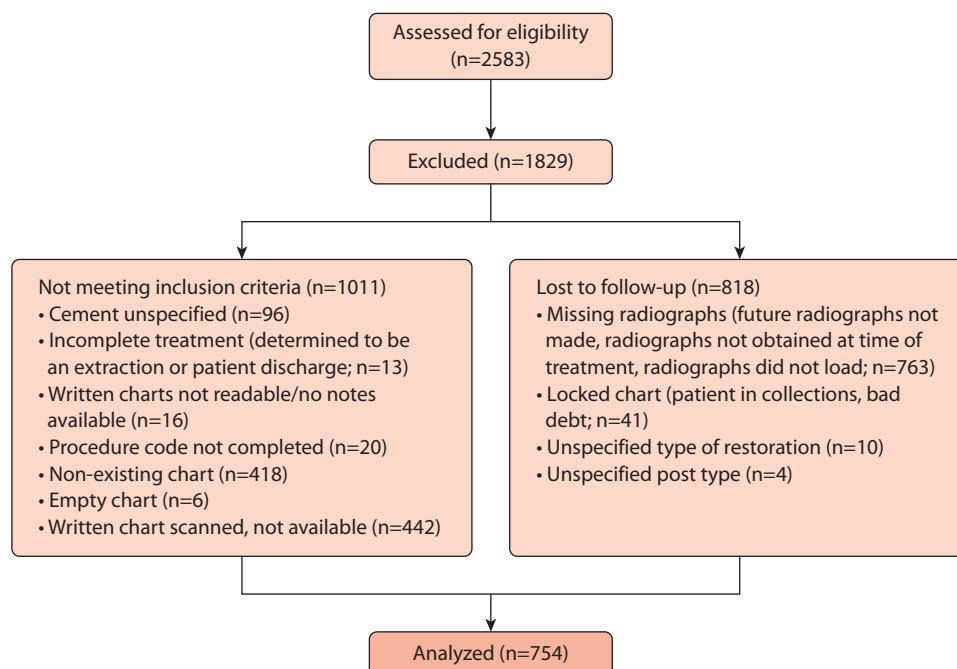 Assessed for eligibility
(n=2583)
Excluded (n=1829)
Not meeting inclusion criteria (n=1011)
• Cement unspecified (n=96)
• Incomplete treatment (determined to be
an extraction or patient discharge; n=13)
• Written charts not readable/no notes
available (n=16)
• Procedure code not completed (n=20)
• Non-existing chart (n=418)
• Empty chart (n=6)
• Written chart scanned, not available (n=442)
Lost to follow-up (n=818)
• Missing radiographs (future radiographs not
made, radiographs not obtained at time of
treatment, radiographs did not load; n=763)
• Locked chart (patient in collections, bad
debt; n=41)
• Unspecified type of restoration (n=10)
• Unspecified post type (n=4)
Analyzed (n=754)